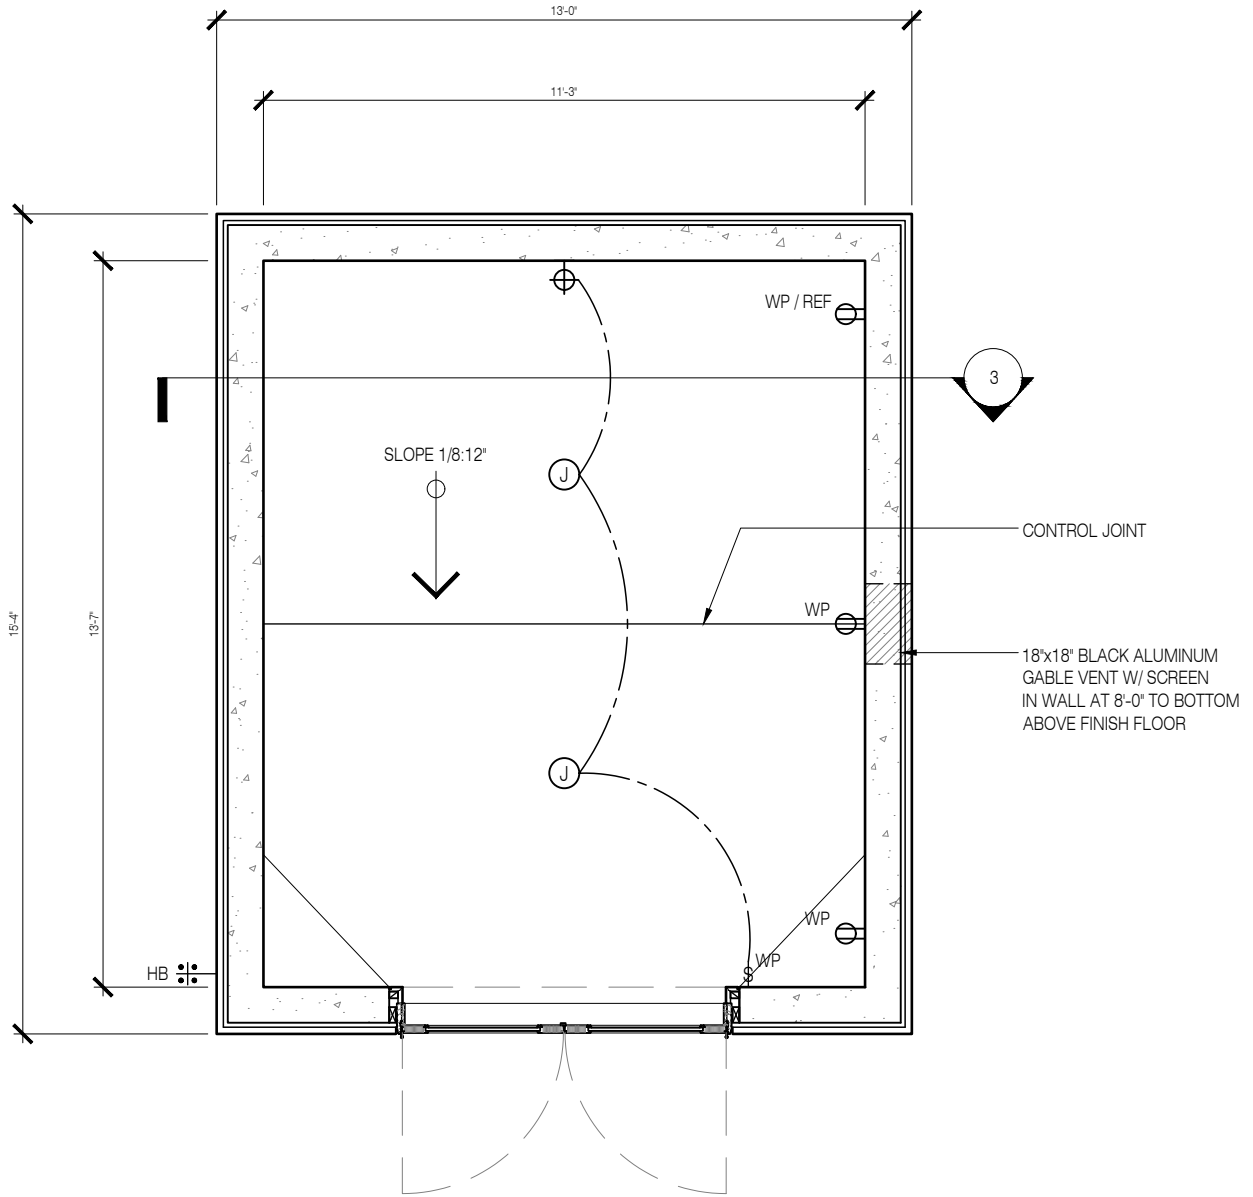 13'-0"
11'-3"
WP / REF
3
SLOPE 1/8:12"
J
CONTROL JOINT
WP
15'-4"
13'-7"
18"x18" BLACK ALUMINUM
GABLE VENT W/ SCREEN
IN WALL AT 8'-0" TO BOTTOM
ABOVE FINISH FLOOR
J
WP
WP
S
HB